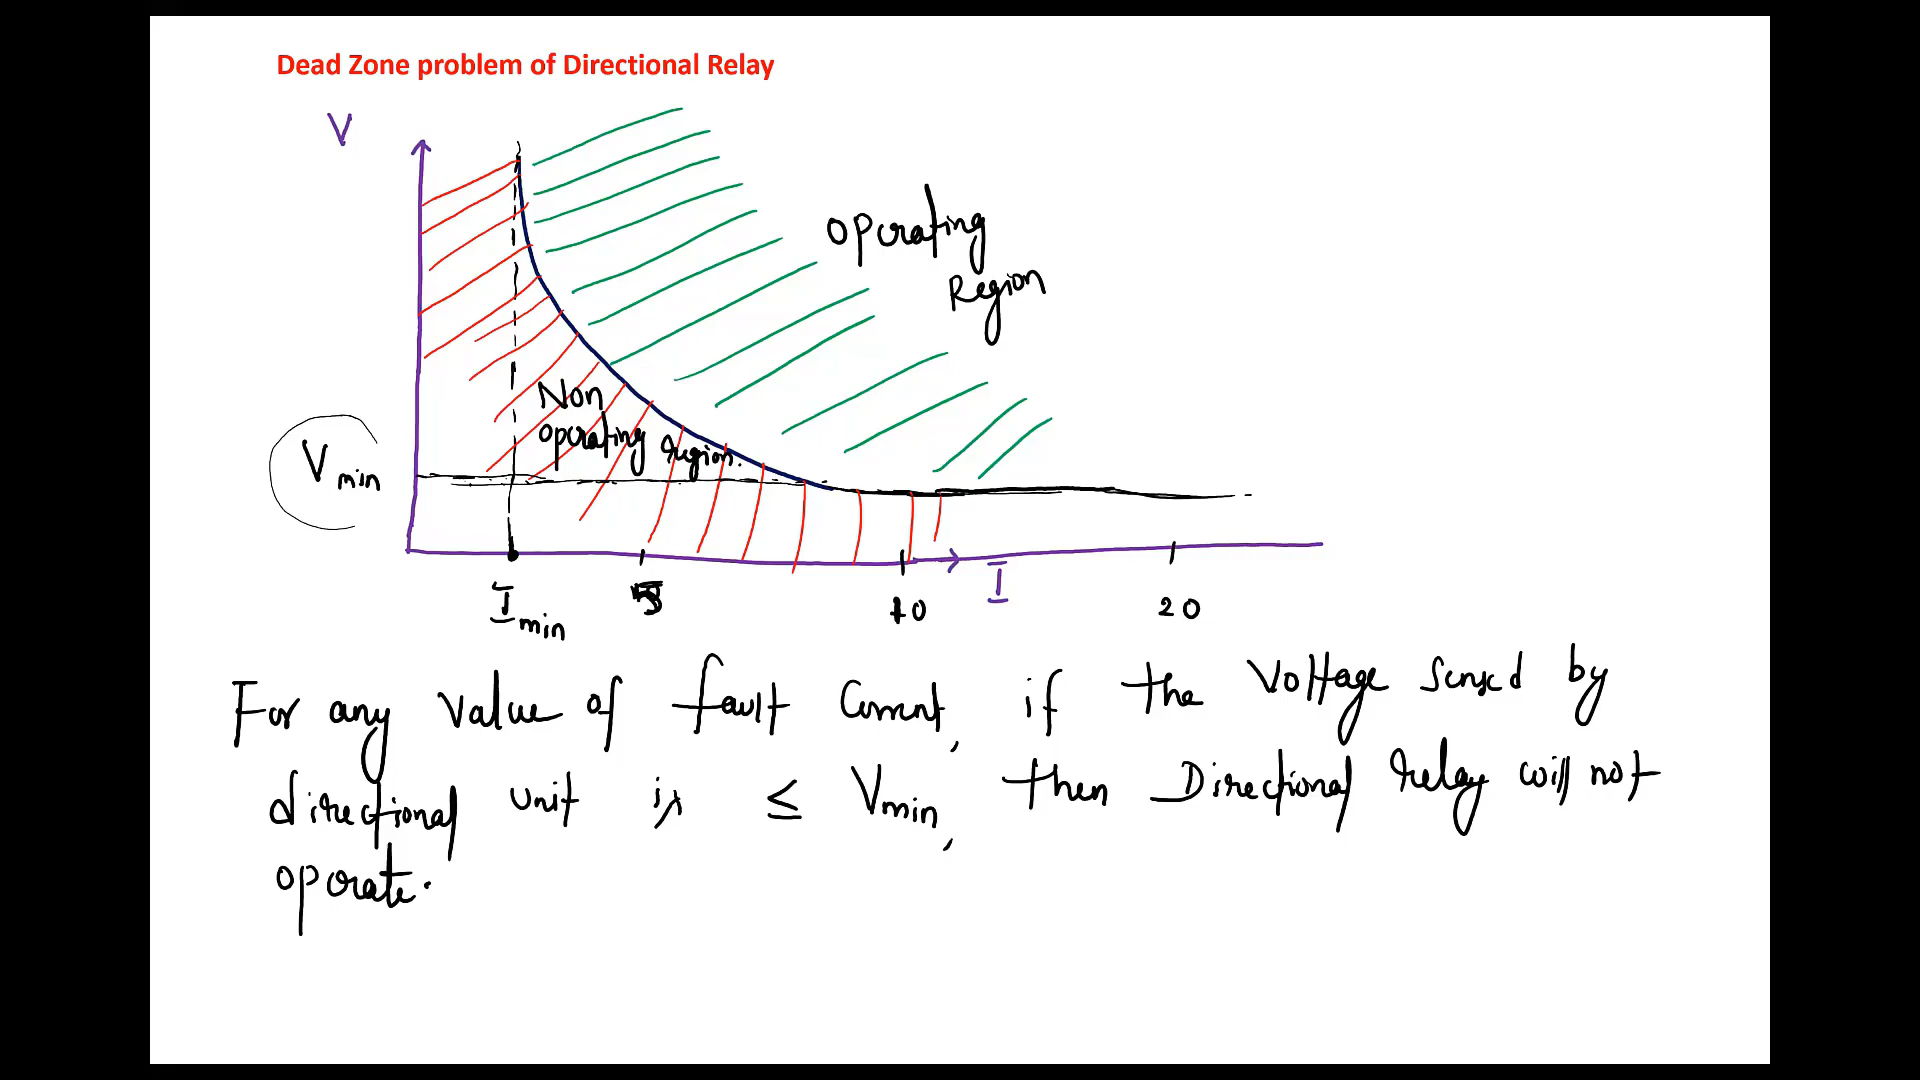 Dead Zone problem of Directional Relay
V
Operating
Region
Non
operating region.
Vmin
Imin
5
10
I
20
For any value of fault Current, if the Voltage sensed by
directional unit is ≤ Vmin, then Directional relay will not
operate.